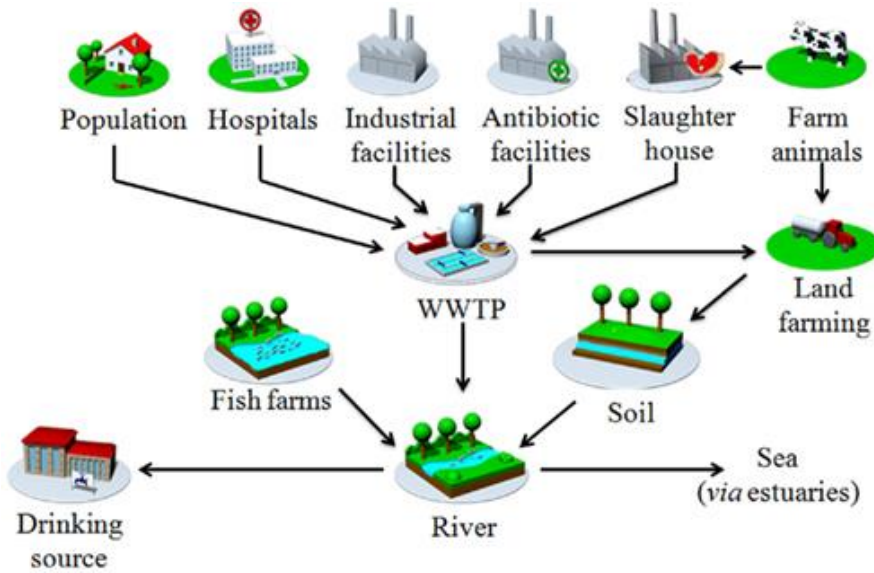 Population
Hospitals
Industrial
facilities
Antibiotic
facilities
Slaughter
house
Farm
animals
WWTP
Land
farming
Fish farms
Soil
Drinking
source
River
Sea
(via estuaries)